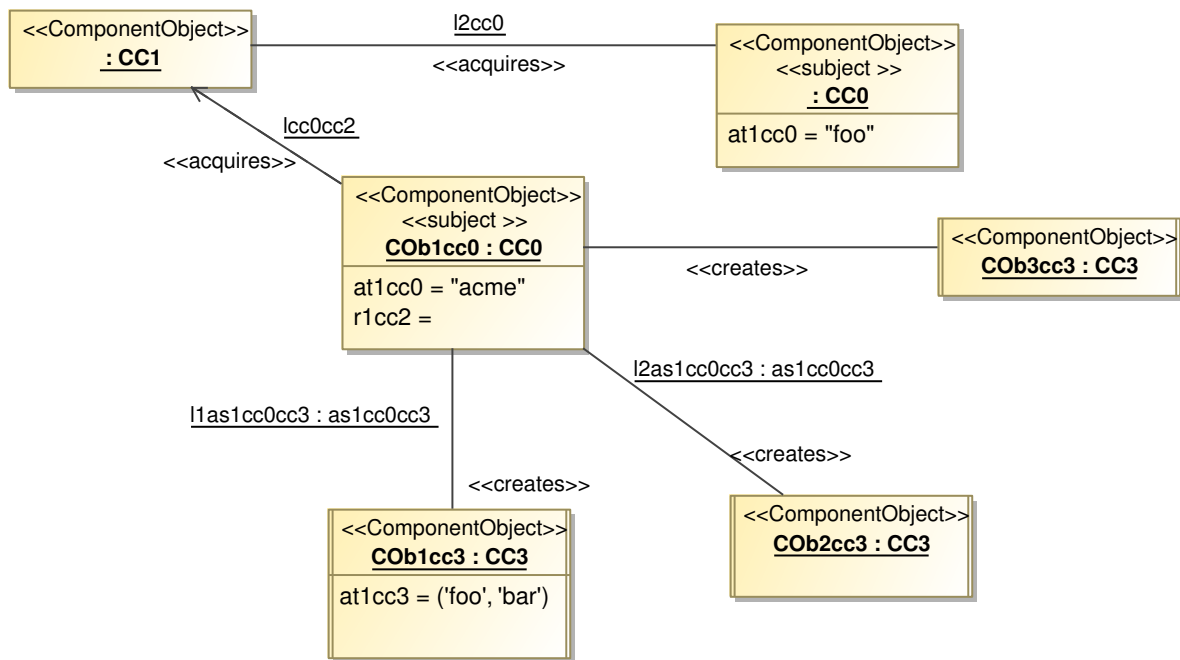 <<ComponentObject>>
: CC1
l2cc0
<<acquires>>
<<ComponentObject>>
<<subject >>
: CC0
at1cc0 = "foo"
lcc0cc2
<<acquires>>
<<ComponentObject>>
<<subject >>
COb1cc0 : CC0
at1cc0 = "acme"
r1cc2 =
<<creates>>
<<ComponentObject>>
COb3cc3 : CC3
l2as1cc0cc3 : as1cc0cc3
l1as1cc0cc3 : as1cc0cc3
<<creates>>
<<creates>>
<<ComponentObject>>
COb1cc3 : CC3
at1cc3 = ('foo', 'bar')
<<ComponentObject>>
COb2cc3 : CC3